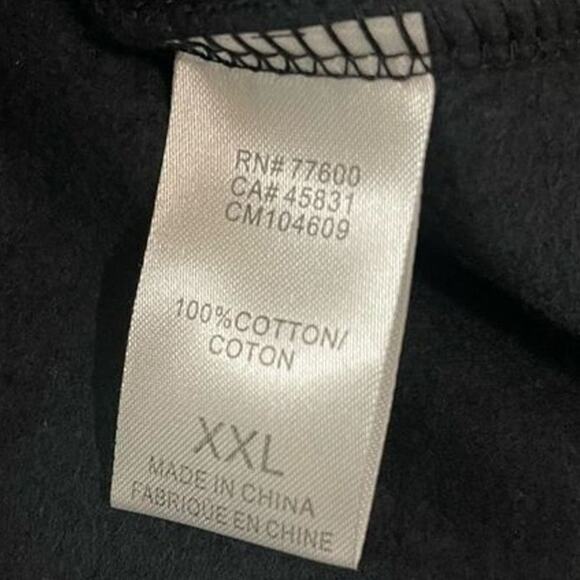 RN# 77600
CA# 45831
CM104609
100%COTTON/
COTON
XXL
MADE IN CHINA
FABRIQUE EN CHINE